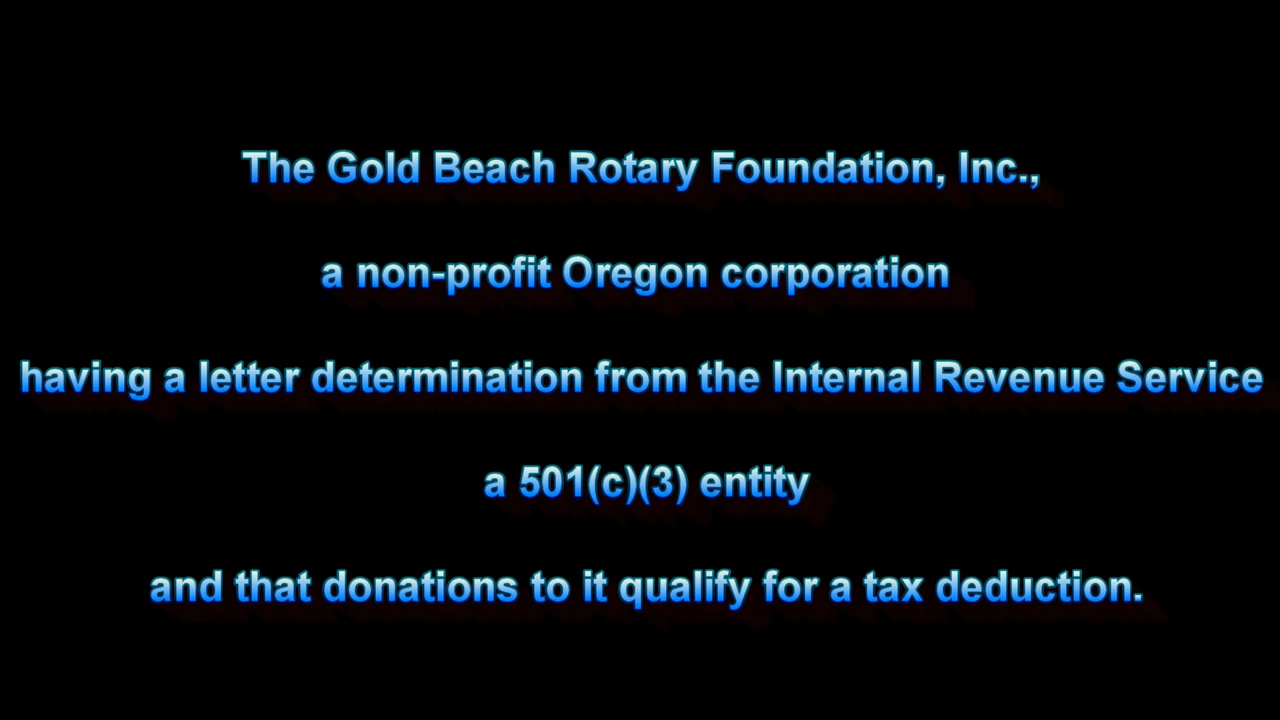 The Gold Beach Rotary Foundation, Inc.,
a non-profit Oregon corporation
having a letter determination from the Internal Revenue Service
a 501(c)(3) entity
and that donations to it qualify for a tax deduction.